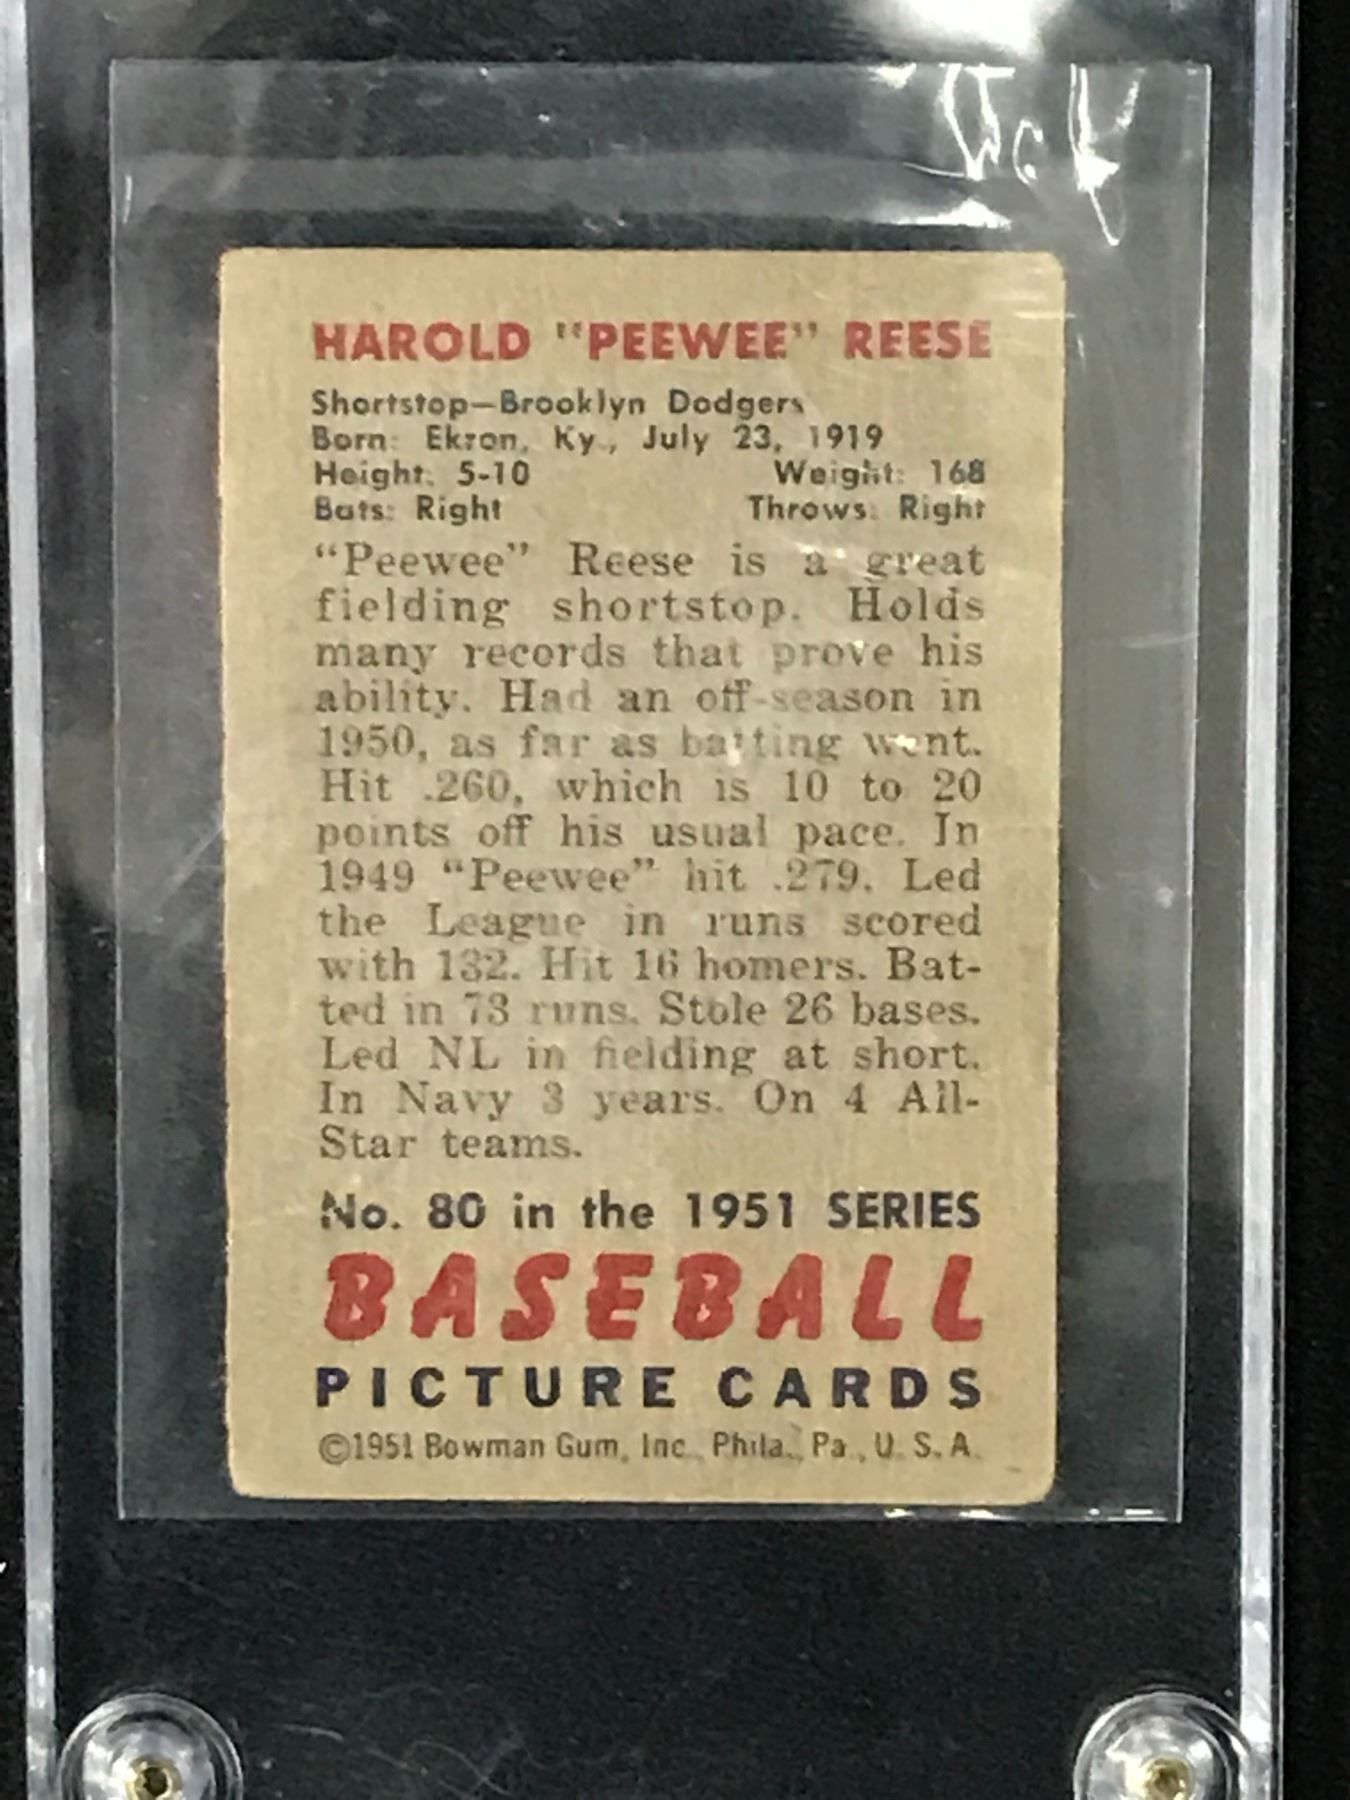 HAROLD "PEEWEE" REESE
Shortstop—Brooklyn Dodgers
Born: Ekron, Ky., July 23, 1919
Height: 5-10 Weight: 168
Bats: Right Throws: Right
"Peewee" Reese is a great
fielding shortstop. Holds
many records that prove his
ability. Had an off-season in
1950, as far as batting went.
Hit .260, which is 10 to 20
points off his usual pace. In
1949 "Peewee" hit .279. Led
the League in runs scored
with 132. Hit 16 homers. Bat-
ted in 73 runs. Stole 26 bases.
Led NL in fielding at short.
In Navy 3 years. On 4 All-
Star teams.
No. 80 in the 1951 SERIES
BASEBALL
PICTURE CARDS
©1951 Bowman Gum, Inc., Phila., Pa., U. S. A.